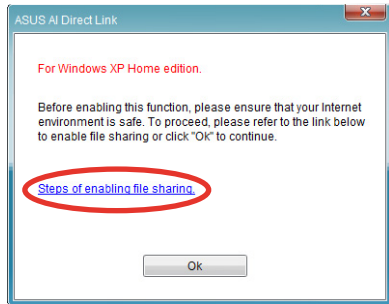 ASUS AI Direct Link
For Windows XP Home edition.
Before enabling this function, please ensure that your Internet
environment is safe. To proceed, please refer to the link below
to enable file sharing or click "Ok" to continue.
Steps of enabling file sharing.
Ok